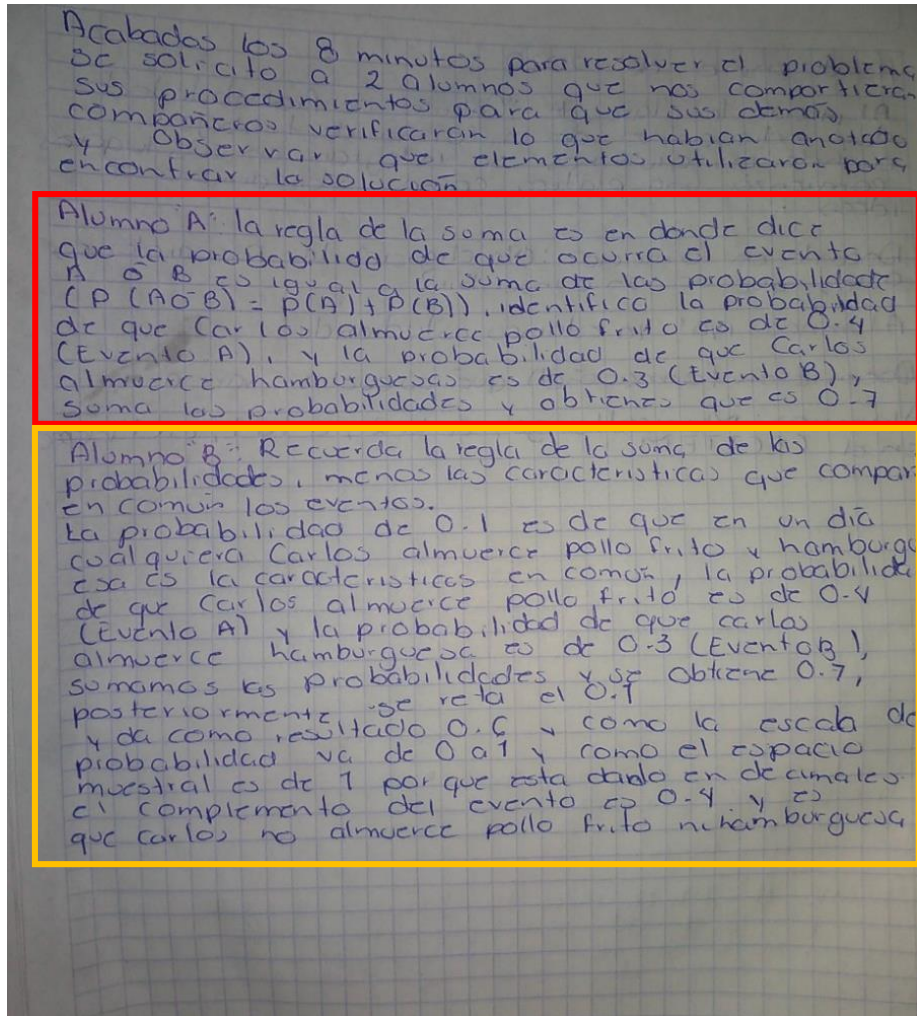 Acabados los 8 minutos para resolver el problema
se solicito a 2 alumnos que nos compartieran
sus procedimientos para que sus demás
compañeros verificaran lo que habian anotado
y observar que elementos utilizaron para
encontrar la solución
Alumno A: la regla de la suma es en donde dice
que la probabilidad de que ocurra el evento
A ó B es igual a la suma de las probabilidade
(P (AÓB) = P(A) + P(B)), identifica la probabilidad
de que Carlos almuerce pollo frito es de 0.4
(Evento A), y la probabilidad de que Carlos
almuerce hamburguesas es de 0.3 (Evento B),
suma las probabilidades y obtienes que es 0.7
Alumno B: Recuerda la regla de la suma de las
probabilidades, menos las caracteristicas que compar
en común los eventos.
La probabilidad de 0.1 es de que en un día
cualquiera Carlos almuerce pollo frito y hamburgu
esa es la caracteristicas en común, la probabilida
de que Carlos almuerce pollo frito es de 0.4
(Evento A) y la probabilidad de que carlos
almuerce hamburguesa es de 0.3 (Evento B),
sumamos las probabilidades y se obtiene 0.7,
posteriormente se resta el 0.1
y da como resultado 0.6 y como la escala de
probabilidad va de 0 a 1 y como el espacio
muestral es de 1 por que esta dado en decimales
el complemento del evento es 0.4 y es
que carlos no almuerce pollo frito ni hamburguesa